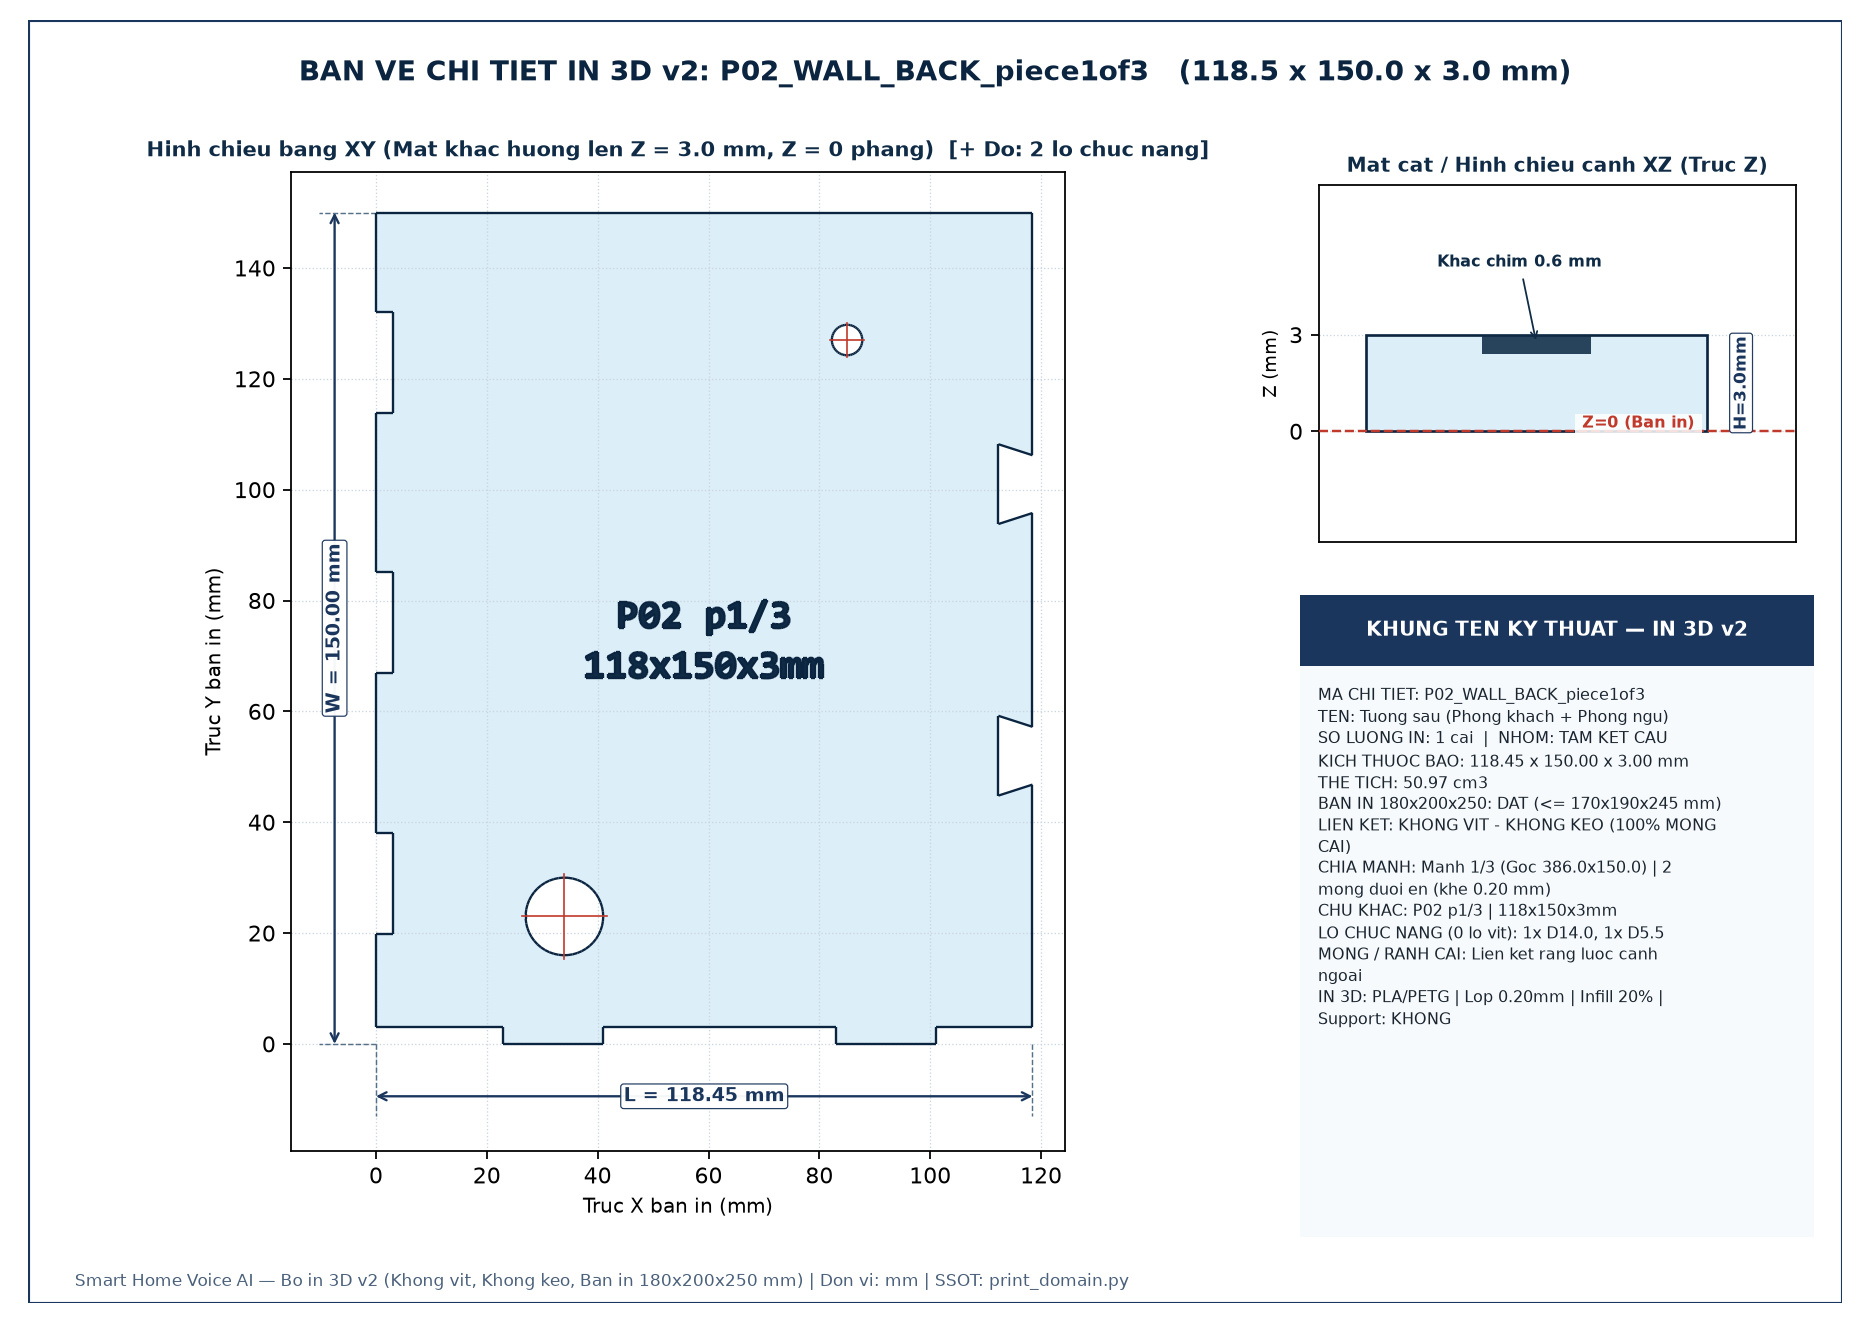 BAN VE CHI TIET IN 3D v2: P02_WALL_BACK_piece1of3 (118.5 x 150.0 x 3.0 mm)
Hinh chieu bang XY (Mat khac huong len Z = 3.0 mm, Z = 0 phang) [+ Do: 2 lo chuc nang]
140
120
100
80
60
40
20
0
Truc Y ban in (mm)
W = 150.00 mm
P02 p1/3
118x150x3mm
L = 118.45 mm
0 20 40 60 80 100 120
Truc X ban in (mm)
Mat cat / Hinh chieu canh XZ (Truc Z)
Khac chim 0.6 mm
3
0
Z (mm)
Z=0 (Ban in)
H=3.0mm
KHUNG TEN KY THUAT — IN 3D v2
MA CHI TIET: P02_WALL_BACK_piece1of3
TEN: Tuong sau (Phong khach + Phong ngu)
SO LUONG IN: 1 cai | NHOM: TAM KET CAU
KICH THUOC BAO: 118.45 x 150.00 x 3.00 mm
THE TICH: 50.97 cm3
BAN IN 180x200x250: DAT (<= 170x190x245 mm)
LIEN KET: KHONG VIT - KHONG KEO (100% MONG
CAI)
CHIA MANH: Manh 1/3 (Goc 386.0x150.0) | 2
mong duoi en (khe 0.20 mm)
CHU KHAC: P02 p1/3 | 118x150x3mm
LO CHUC NANG (0 lo vit): 1x D14.0, 1x D5.5
MONG / RANH CAI: Lien ket rang luoc canh
ngoai
IN 3D: PLA/PETG | Lop 0.20mm | Infill 20% |
Support: KHONG
Smart Home Voice AI — Bo in 3D v2 (Khong vit, Khong keo, Ban in 180x200x250 mm) | Don vi: mm | SSOT: print_domain.py